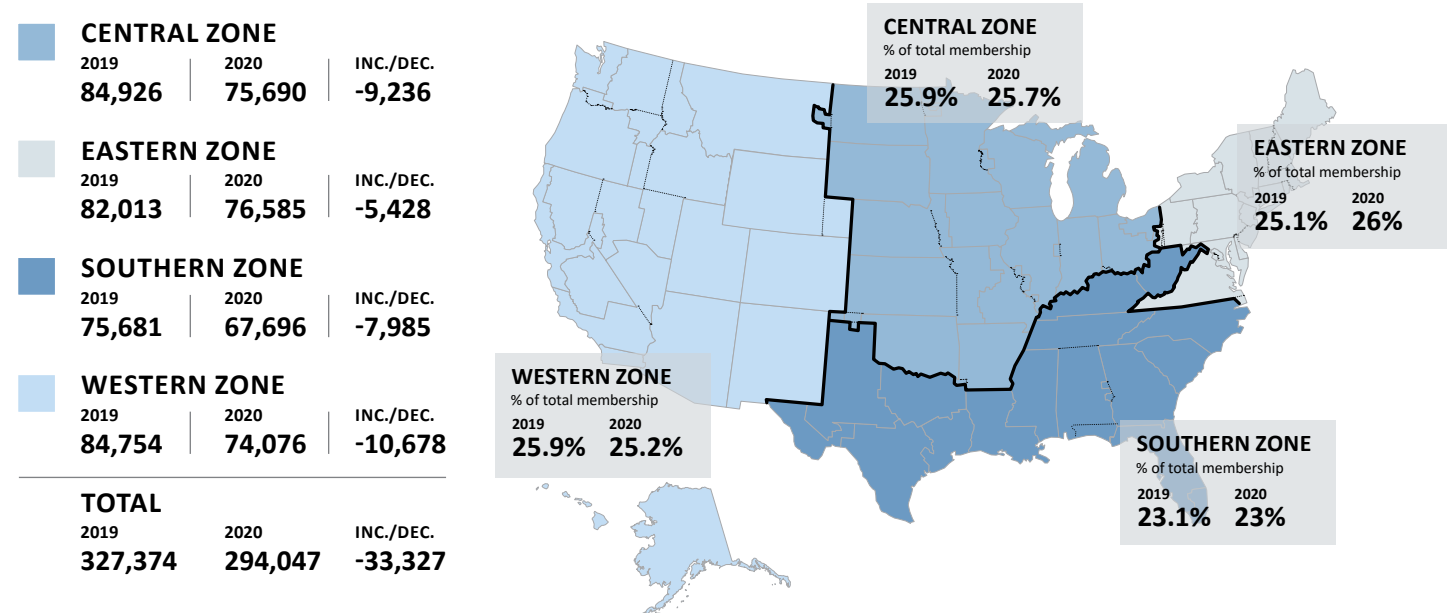 CENTRAL ZONE
2019 2020 INC./DEC.
84,926 75,690 -9,236
EASTERN ZONE
2019 2020 INC./DEC.
82,013 76,585 -5,428
SOUTHERN ZONE
2019 2020 INC./DEC.
75,681 67,696 -7,985
WESTERN ZONE
2019 2020 INC./DEC.
84,754 74,076 -10,678
TOTAL
2019 2020 INC./DEC.
327,374 294,047 -33,327
CENTRAL ZONE
% of total membership
2019 2020
25.9% 25.7%
EASTERN ZONE
% of total membership
2019 2020
25.1% 26%
WESTERN ZONE
% of total membership
2019 2020
25.9% 25.2%
SOUTHERN ZONE
% of total membership
2019 2020
23.1% 23%